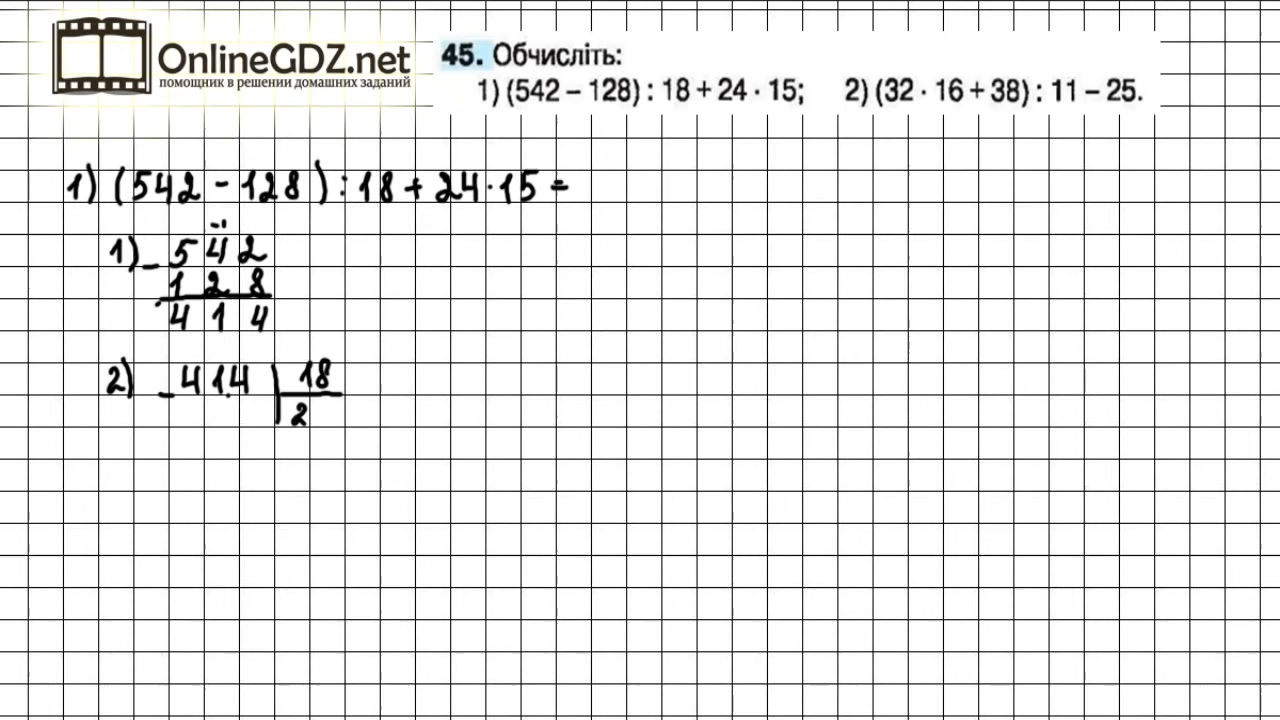 OnlineGDZ.net
помощник в решении домашних заданий
45. Обчисліть:
1) (542 – 128) : 18 + 24 · 15; 2) (32 · 16 + 38) : 11 – 25.
1) (542 - 128) : 18 + 24 · 15 =
1) - 542
128
414
2) - 414 18
2